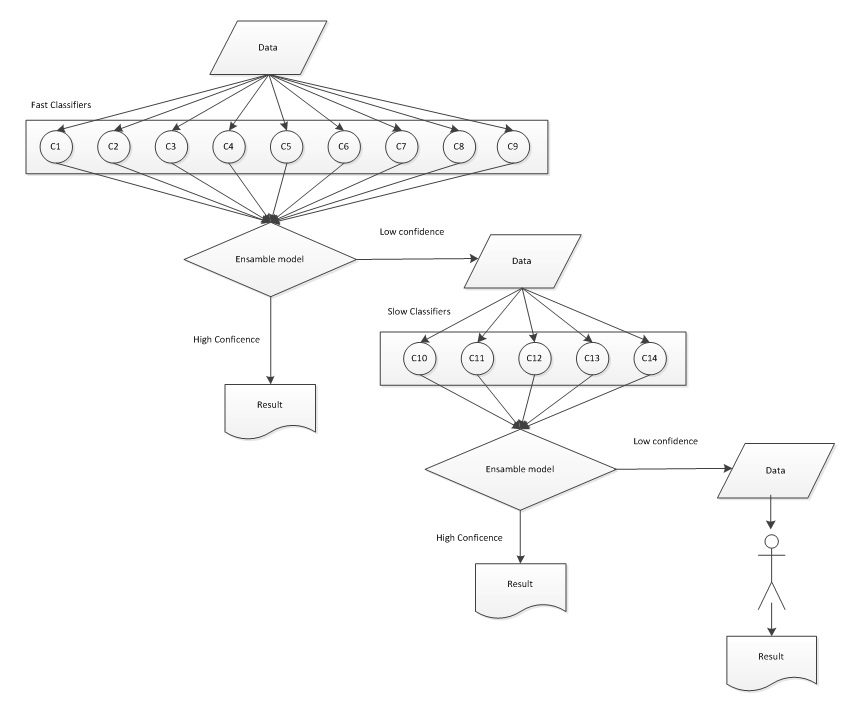 Data
Fast Classifiers
C1
C2
C3
C4
C5
C6
C7
C8
C9
Ensamble model
Low confidence
High Conficence
Result
Data
Slow Classifiers
C10
C11
C12
C13
C14
Ensamble model
Low confidence
High Conficence
Result
Data
Result